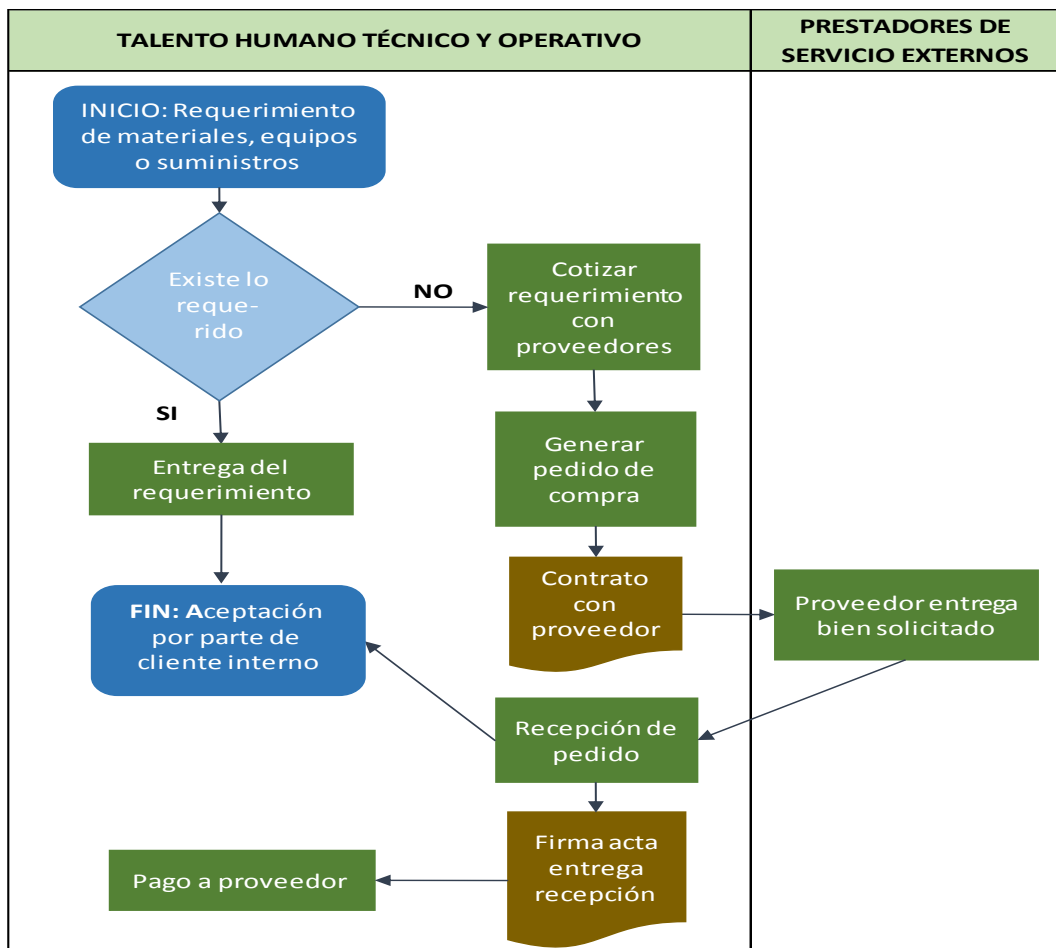 TALENTO HUMANO TÉCNICO Y OPERATIVO
PRESTADORES DE
SERVICIO EXTERNOS
INICIO: Requerimiento
de materiales, equipos
o suministros
Existe lo
reque-
rido
NO
Cotizar
requerimiento
con
proveedores
SI
Entrega del
requerimiento
Generar
pedido de
compra
FIN: Aceptación
por parte de
cliente interno
Contrato
con
proveedor
Proveedor entrega
bien solicitado
Recepción de
pedido
Firma acta
entrega
recepción
Pago a proveedor